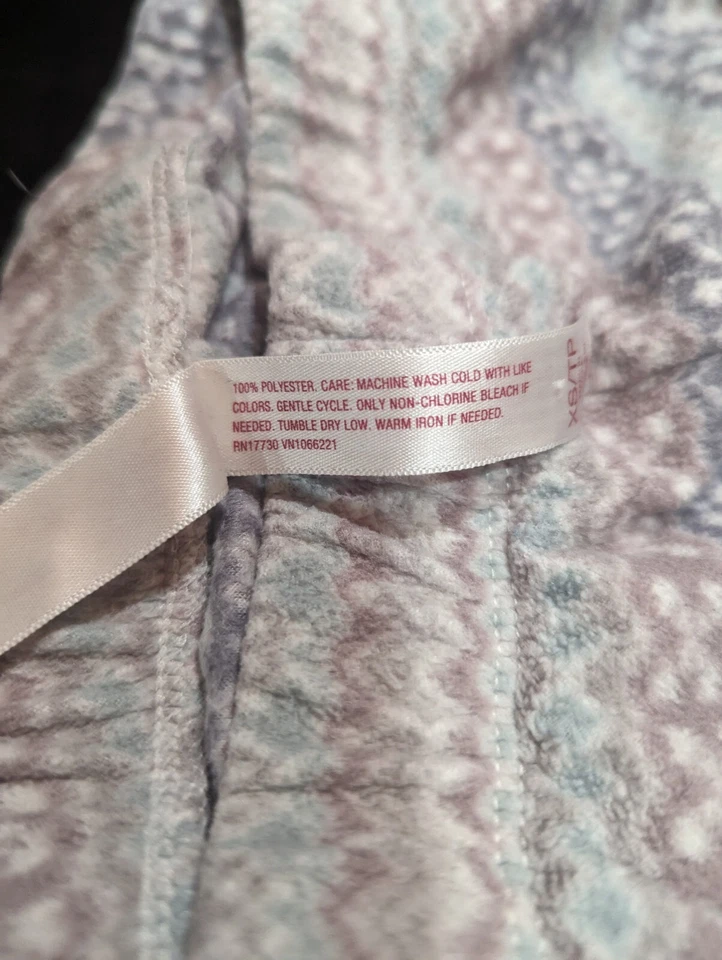 100% POLYESTER. CARE: MACHINE WASH COLD WITH LIKE
COLORS. GENTLE CYCLE. ONLY NON-CHLORINE BLEACH IF
NEEDED. TUMBLE DRY LOW. WARM IRON IF NEEDED.
RN17730 VN1066221
XS/TP